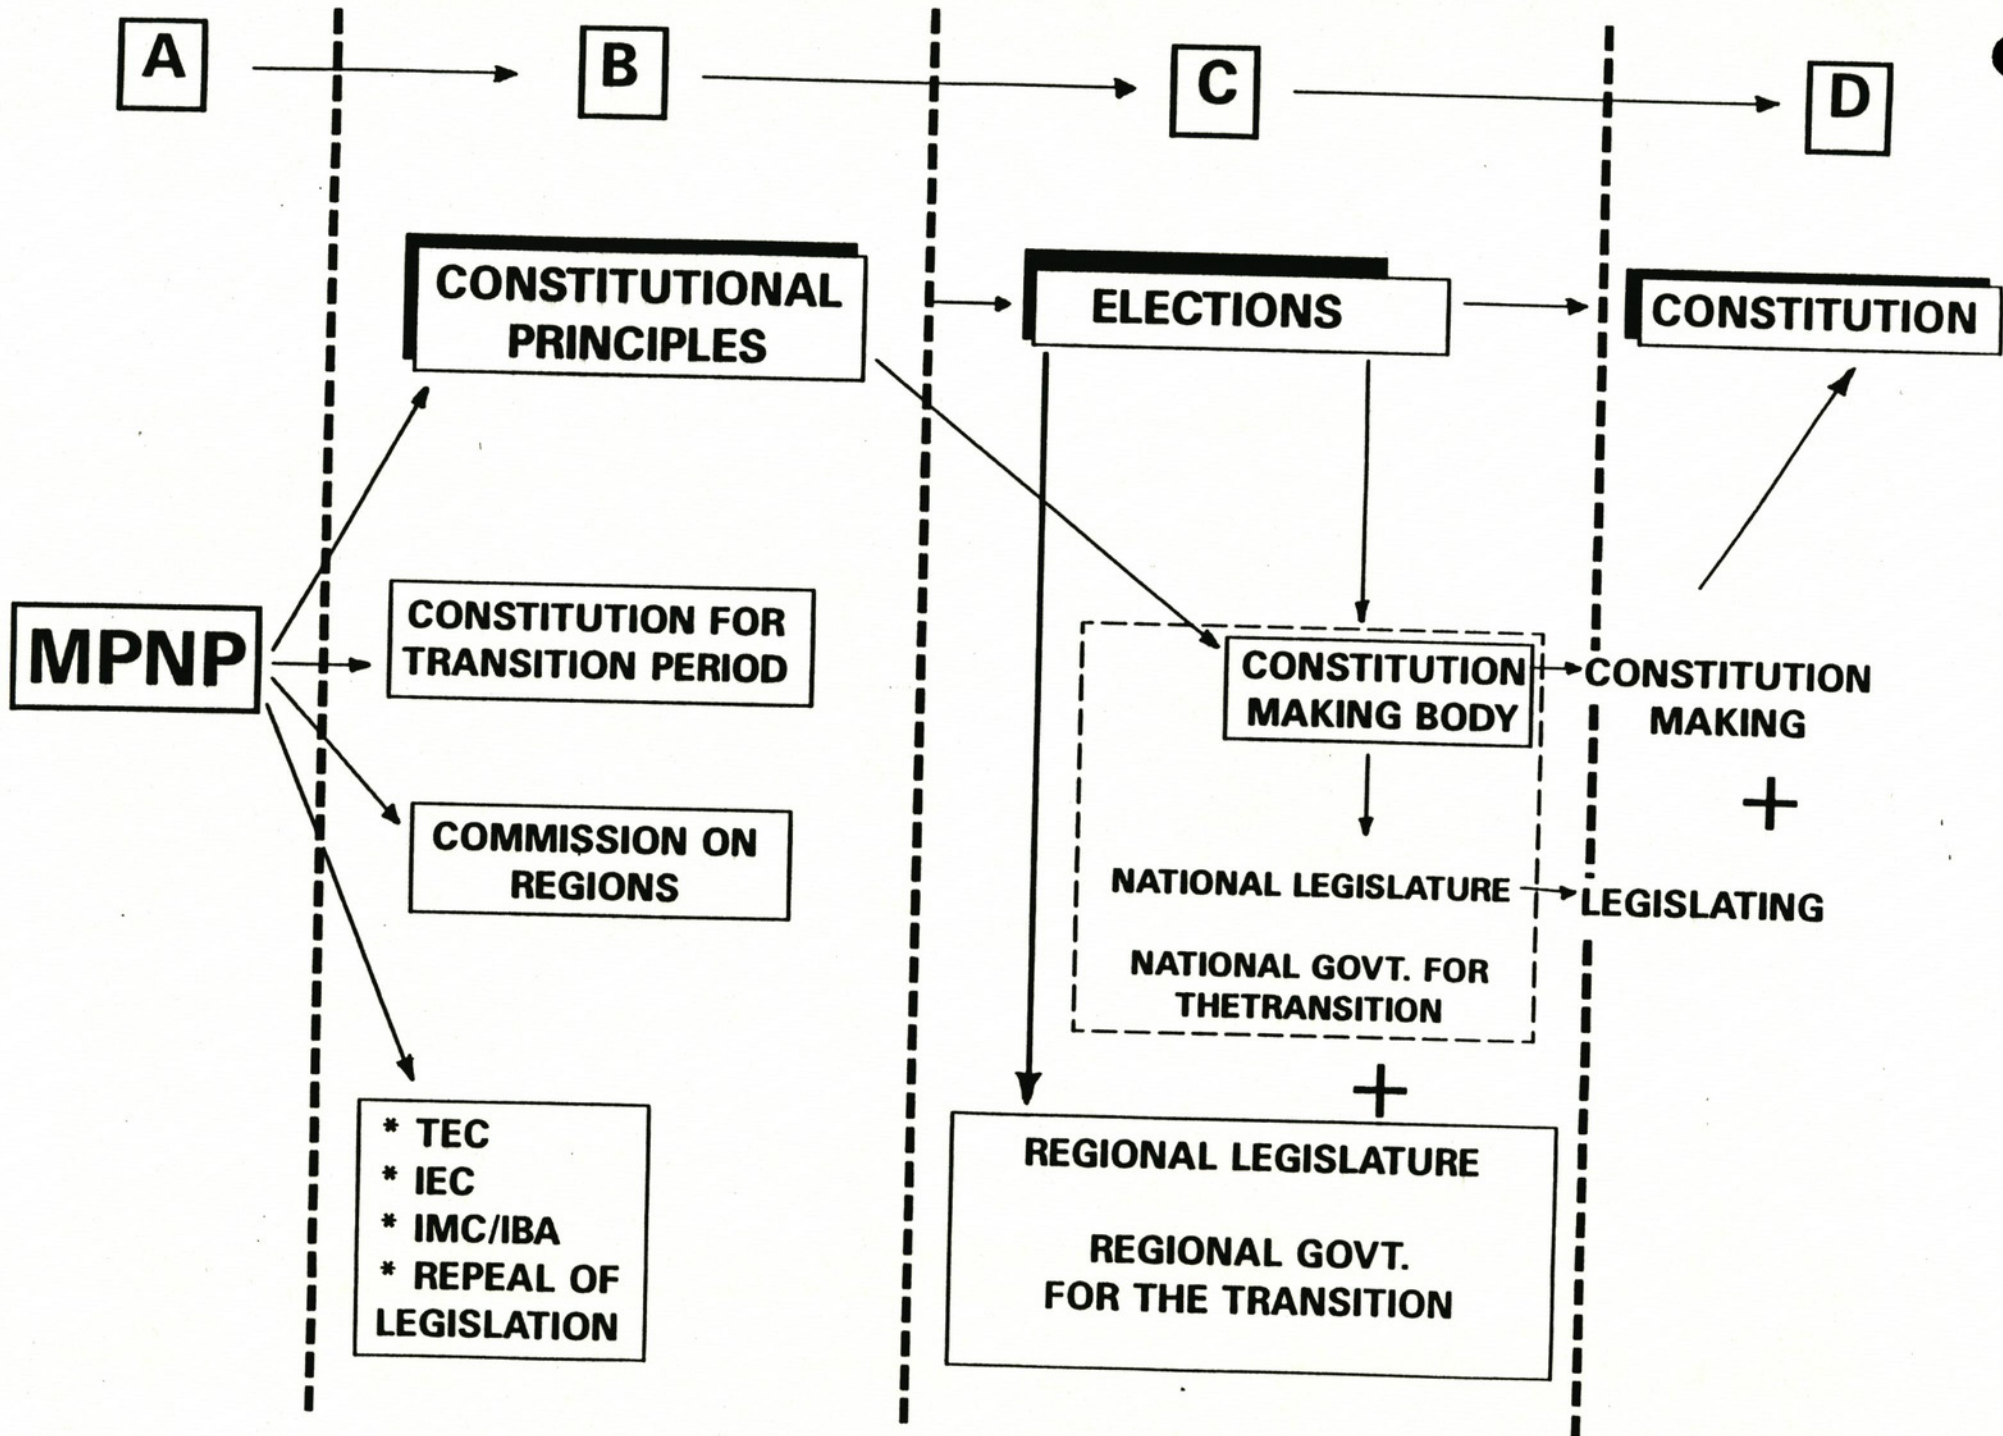 A
B
C
D
CONSTITUTIONAL
PRINCIPLES
ELECTIONS
CONSTITUTION
MPNP
CONSTITUTION FOR
TRANSITION PERIOD
CONSTITUTION
MAKING BODY
CONSTITUTION
MAKING
+
COMMISSION ON
REGIONS
NATIONAL LEGISLATURE
LEGISLATING
NATIONAL GOVT. FOR
THETRANSITION
+
* TEC
* IEC
* IMC/IBA
* REPEAL OF
LEGISLATION
REGIONAL LEGISLATURE
REGIONAL GOVT.
FOR THE TRANSITION